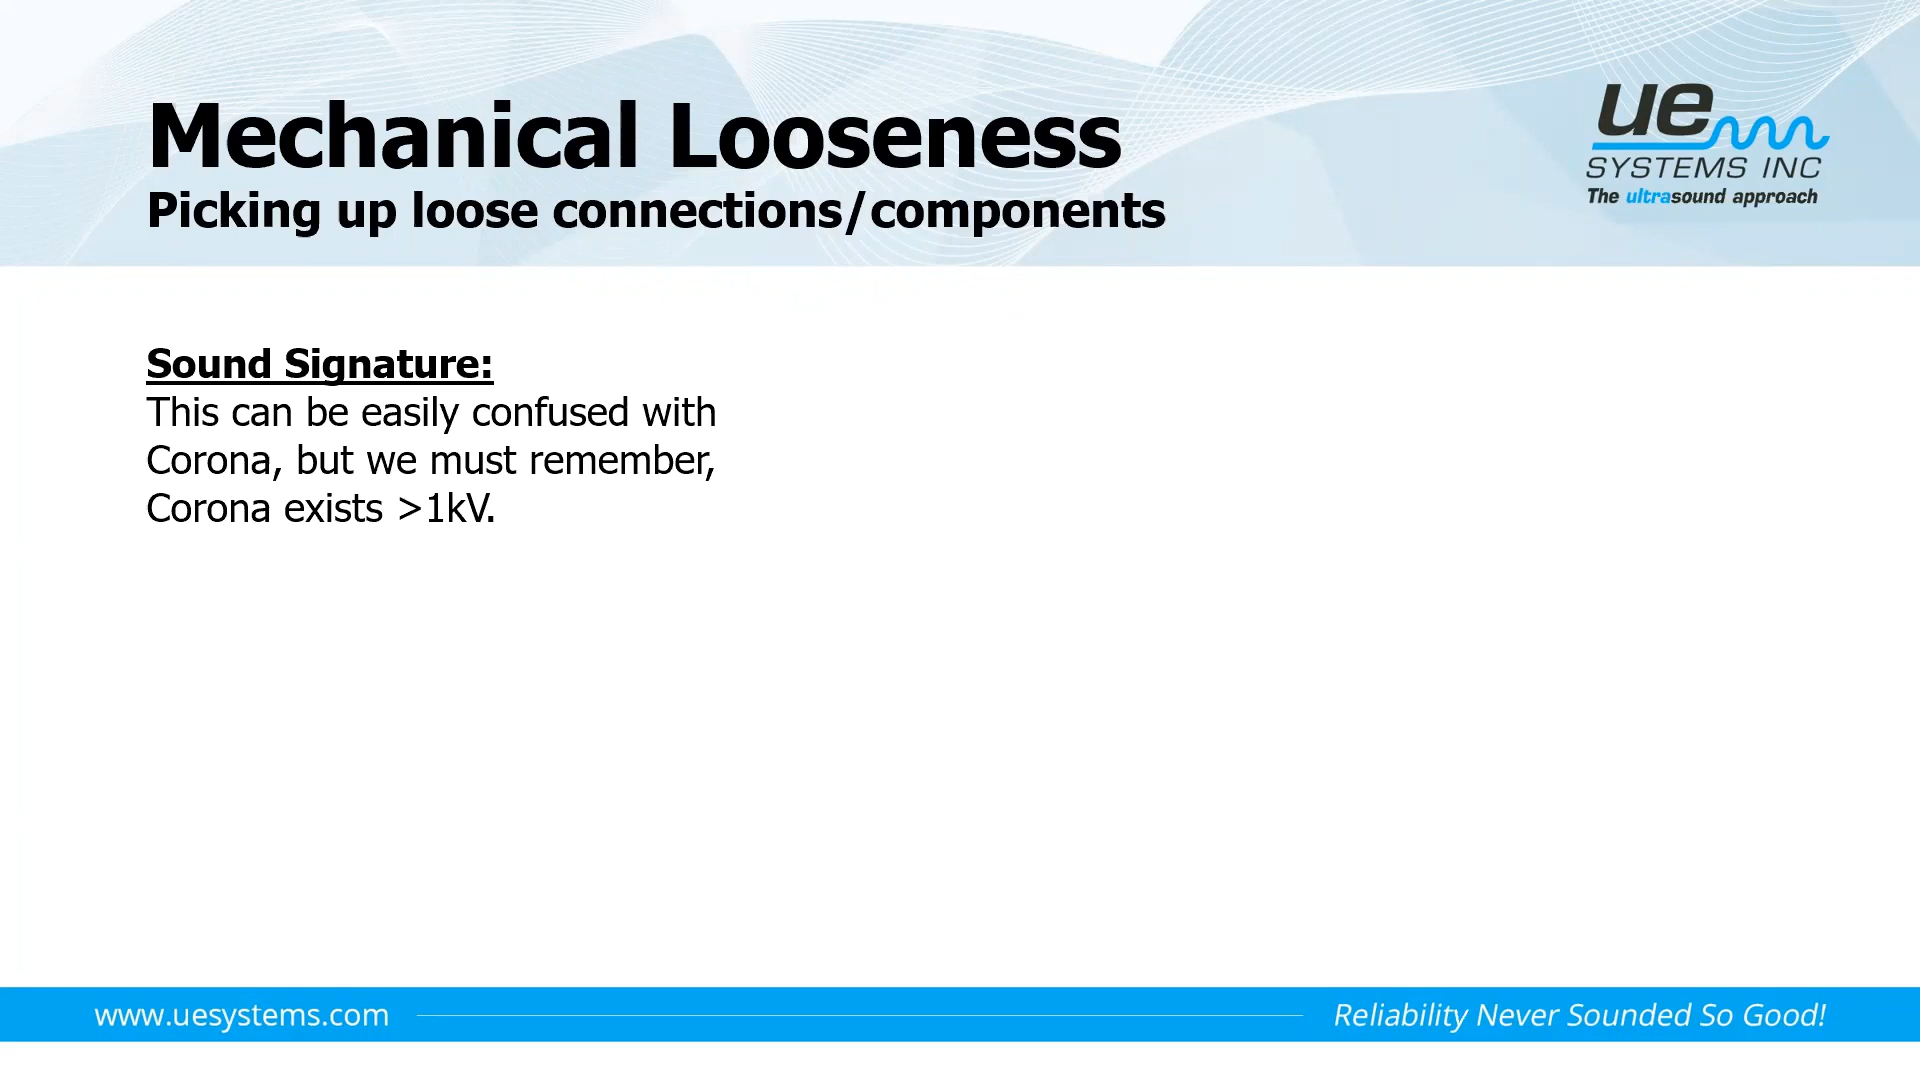 Mechanical Looseness
Picking up loose connections/components
ue
SYSTEMS INC
The ultrasound approach
Sound Signature:
This can be easily confused with
Corona, but we must remember,
Corona exists >1kV.
www.uesystems.com
Reliability Never Sounded So Good!